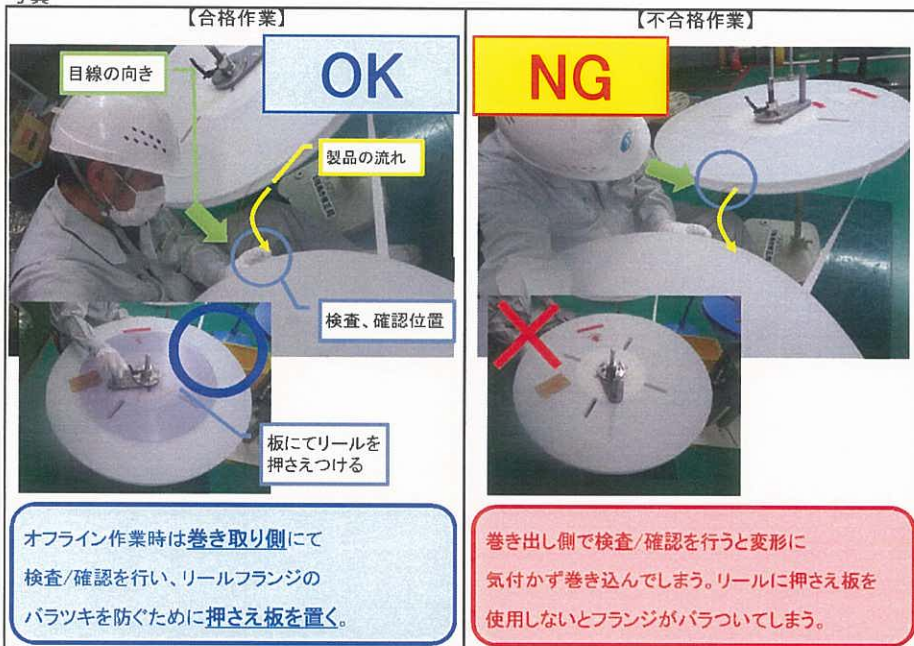 【合格作業】
【不合格作業】
目線の向き
OK
NG
製品の流れ
検査、確認位置
板にてリールを
押さえつける
オフライン作業時は巻き取り側にて
検査/確認を行い、リールフランジの
バラツキを防ぐために押さえ板を置く。
巻き出し側で検査/確認を行うと変形に
気付かず巻き込んでしまう。リールに押さえ板を
使用しないとフランジがバラついてしまう。